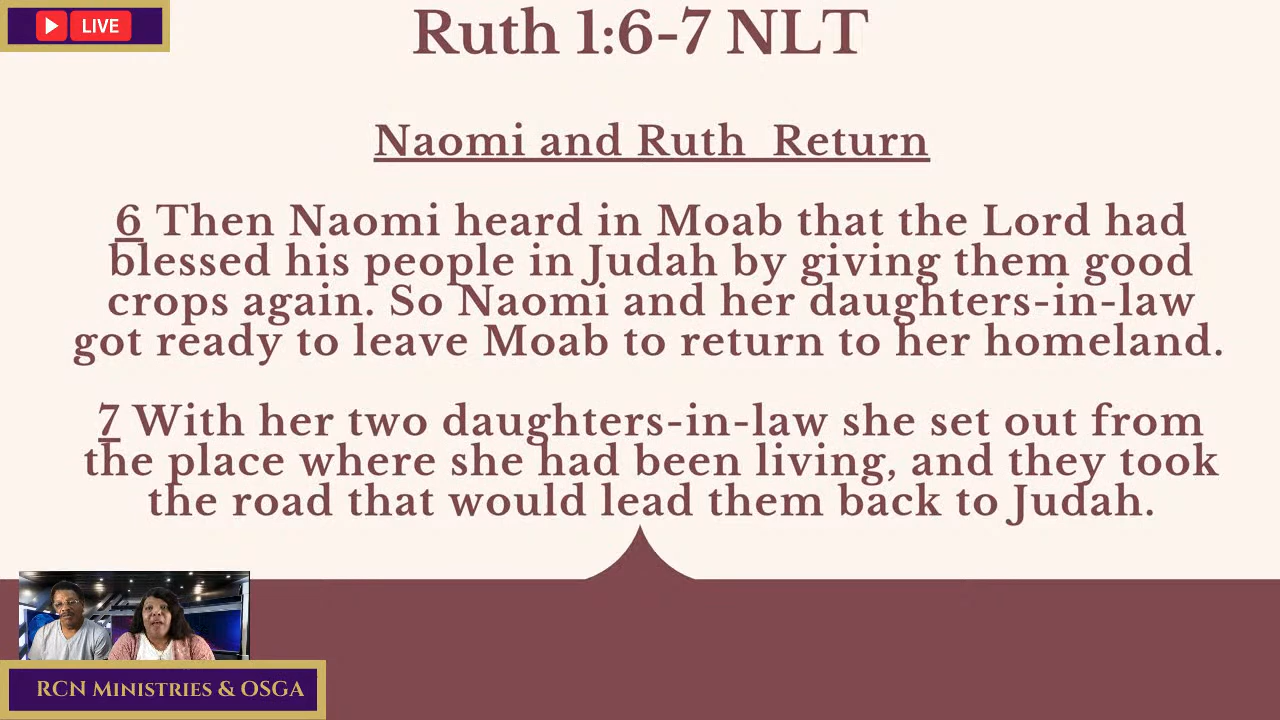 LIVE
Ruth 1:6-7 NLT
Naomi and Ruth Return
6 Then Naomi heard in Moab that the Lord had
blessed his people in Judah by giving them good
crops again. So Naomi and her daughters-in-law
got ready to leave Moab to return to her homeland.
7 With her two daughters-in-law she set out from
the place where she had been living, and they took
the road that would lead them back to Judah.
RCN Ministries & OSGA